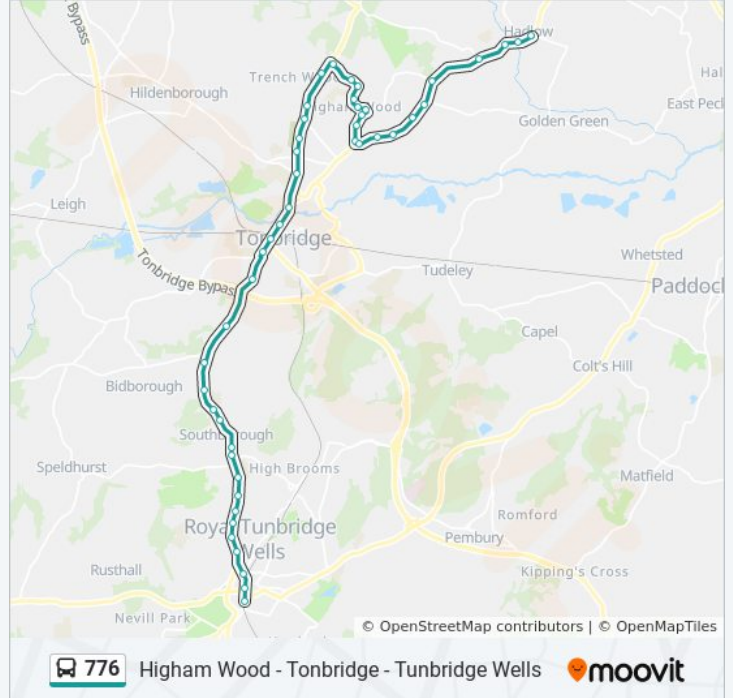 Bypass
Hadlow
Trench W
Hildenborough
gham Wood
Hal
East Peck
Golden Green
Leigh
Tonbridge
Whetsted
Tonbridge Bypass
Tudeley
Paddock
Capel
Colt's Hill
Bidborough
Southborough
Speldhurst
High Brooms
Matfield
Royal Tunbridge
Wells
Romford
Pembury
Rusthall
Kipping's Cross
Nevill Park
© OpenStreetMap contributors | © OpenMapTiles
776 Higham Wood - Tonbridge - Tunbridge Wells moovit